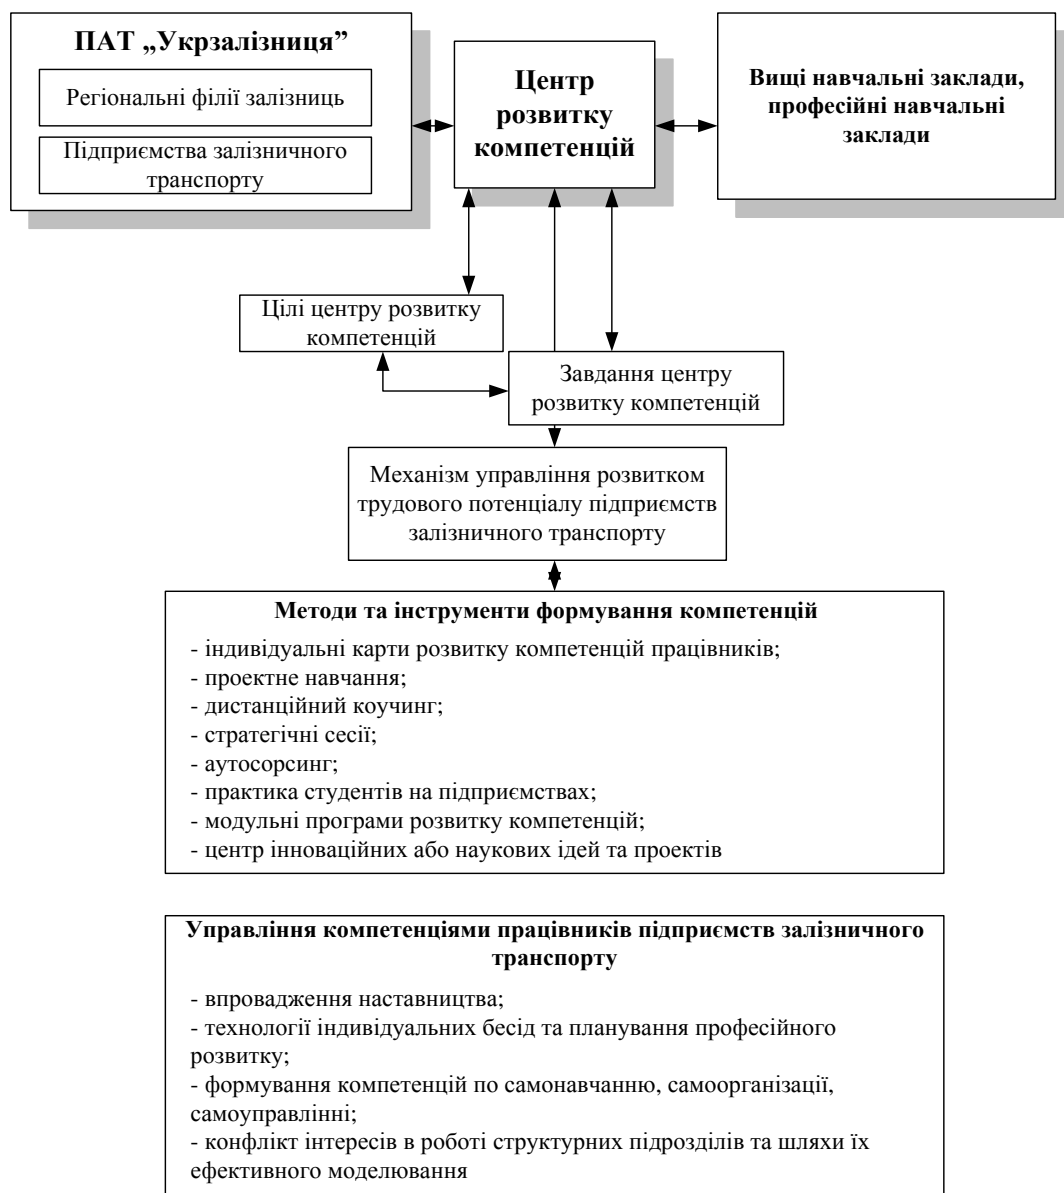 ПАТ „Укрзалізниця”
Регіональні філії залізниць
Підприємства залізничного
транспорту
Центр
розвитку
компетенцій
Вищі навчальні заклади,
професійні навчальні
заклади
Цілі центру розвитку
компетенцій
Завдання центру
розвитку компетенцій
Механізм управління розвитком
трудового потенціалу підприємств
залізничного транспорту
Методи та інструменти формування компетенцій
- індивідуальні карти розвитку компетенцій працівників;
- проектне навчання;
- дистанційний коучинг;
- стратегічні сесії;
- аутосорсинг;
- практика студентів на підприємствах;
- модульні програми розвитку компетенцій;
- центр інноваційних або наукових ідей та проектів
Управління компетенціями працівників підприємств залізничного
транспорту
- впровадження наставництва;
- технології індивідуальних бесід та планування професійного
розвитку;
- формування компетенцій по самонавчанню, самоорганізації,
самоуправлінні;
- конфлікт інтересів в роботі структурних підрозділів та шляхи їх
ефективного моделювання